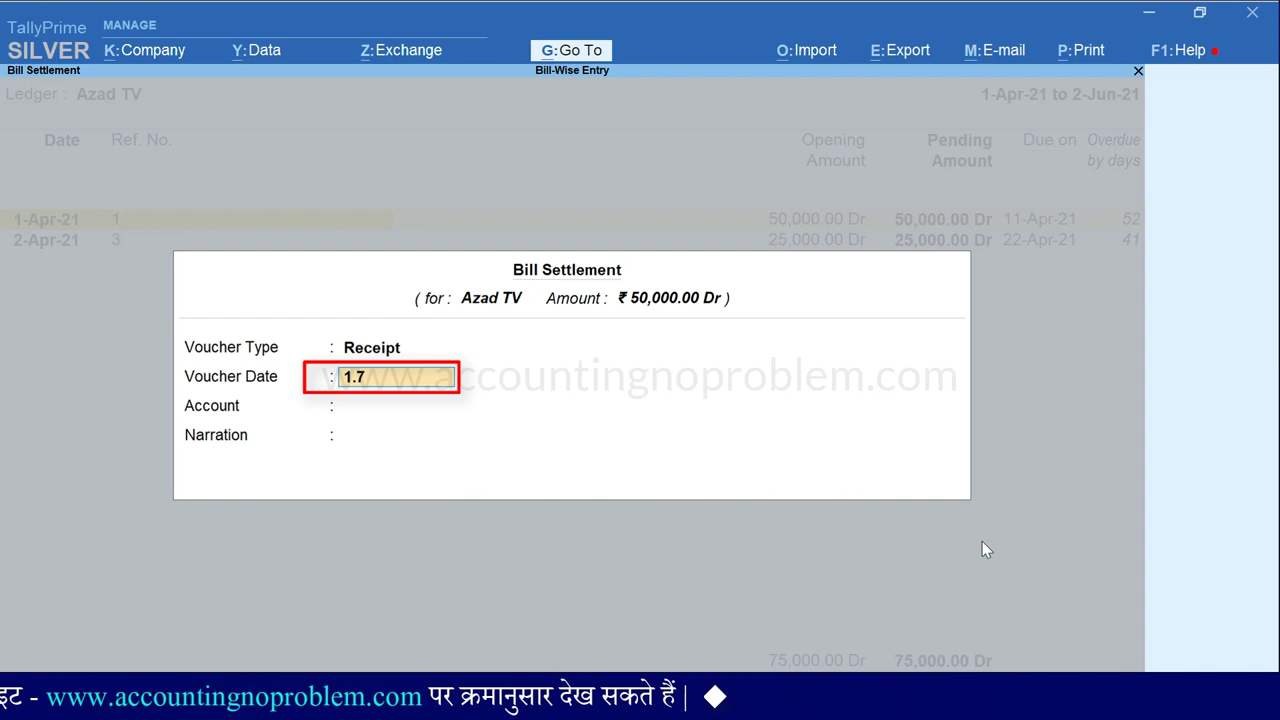 TallyPrime
MANAGE
SILVER K:Company Y:Data Z:Exchange G:Go To O:Import E:Export M:E-mail P:Print F1:Help
Bill Settlement Bill-Wise Entry
Ledger : Azad TV 1-Apr-21 to 2-Jun-21
Date Ref. No. Opening Amount Pending Amount Due on Overdue by days
1-Apr-21 1 50,000.00 Dr 50,000.00 Dr 11-Apr-21 52
2-Apr-21 3 25,000.00 Dr 25,000.00 Dr 22-Apr-21 41
Bill Settlement
( for : Azad TV Amount : ₹ 50,000.00 Dr )
Voucher Type : Receipt
Voucher Date : 1.7
www.accountingnoproblem.com
Account :
Narration :
75,000.00 Dr 75,000.00 Dr
इट - www.accountingnoproblem.com पर क्रमानुसार देख सकते हैं |